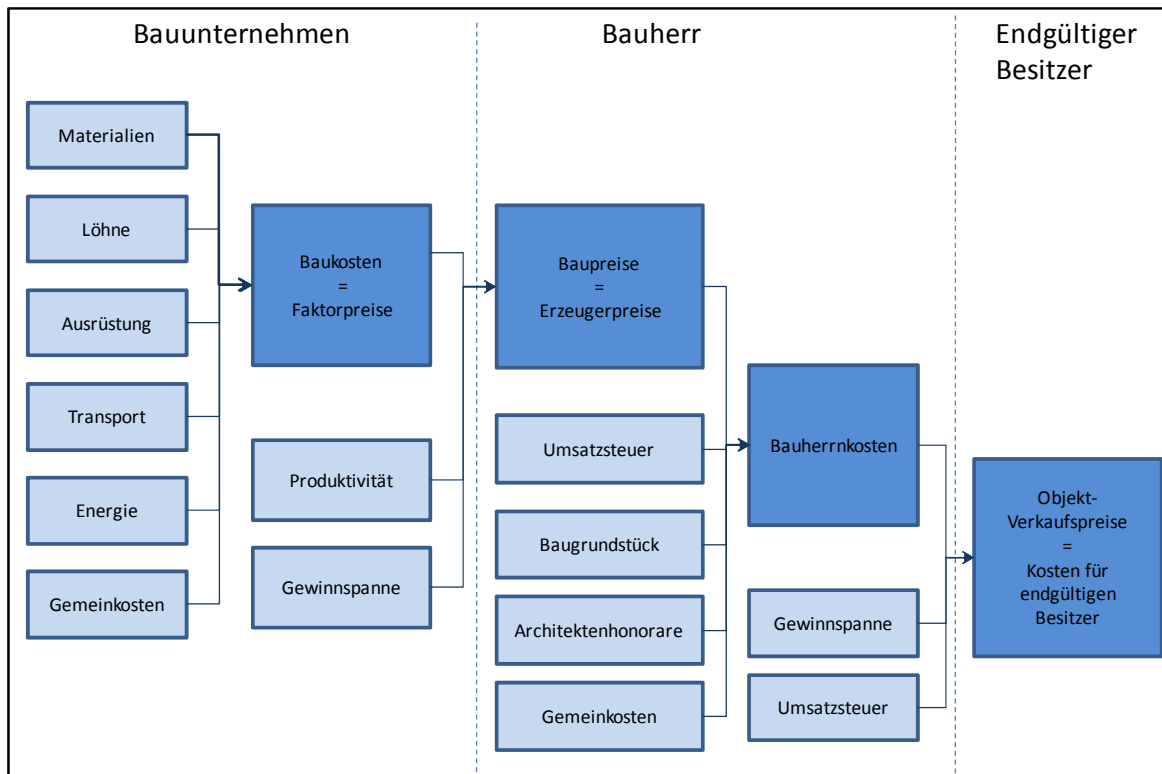 Bauunternehmen
Bauherr
Endgültiger
Besitzer
Materialien
Löhne
Ausrüstung
Transport
Energie
Gemeinkosten
Baukosten
=
Faktorpreise
Produktivität
Gewinnspanne
Baupreise
=
Erzeugerpreise
Umsatzsteuer
Baugrundstück
Architektenhonorare
Gemeinkosten
Bauherrnkosten
Gewinnspanne
Umsatzsteuer
Objekt-
Verkaufspreise
=
Kosten für
endgültigen
Besitzer